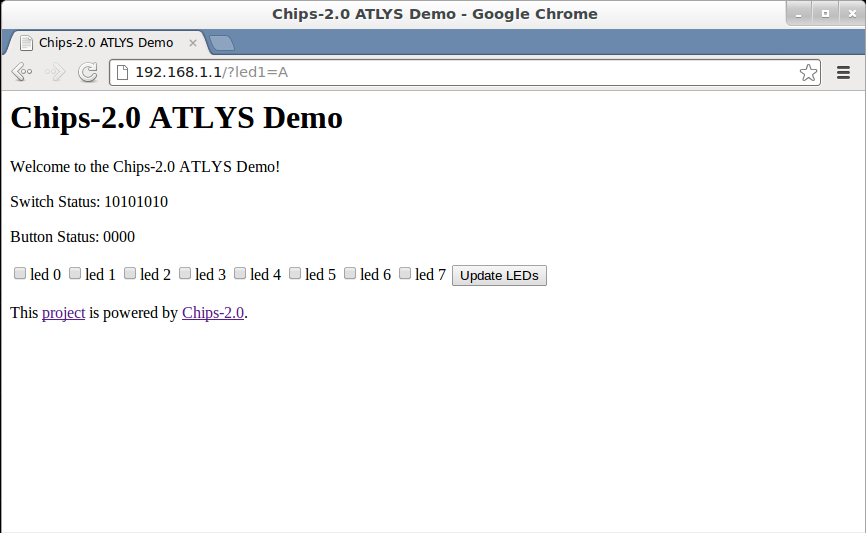 Chips-2.0 ATLYS Demo - Google Chrome
Chips-2.0 ATLYS Demo
192.168.1.1/?led1=A
Chips-2.0 ATLYS Demo
Welcome to the Chips-2.0 ATLYS Demo!
Switch Status: 10101010
Button Status: 0000
led 0 led 1 led 2 led 3 led 4 led 5 led 6 led 7 Update LEDs
This project is powered by Chips-2.0.